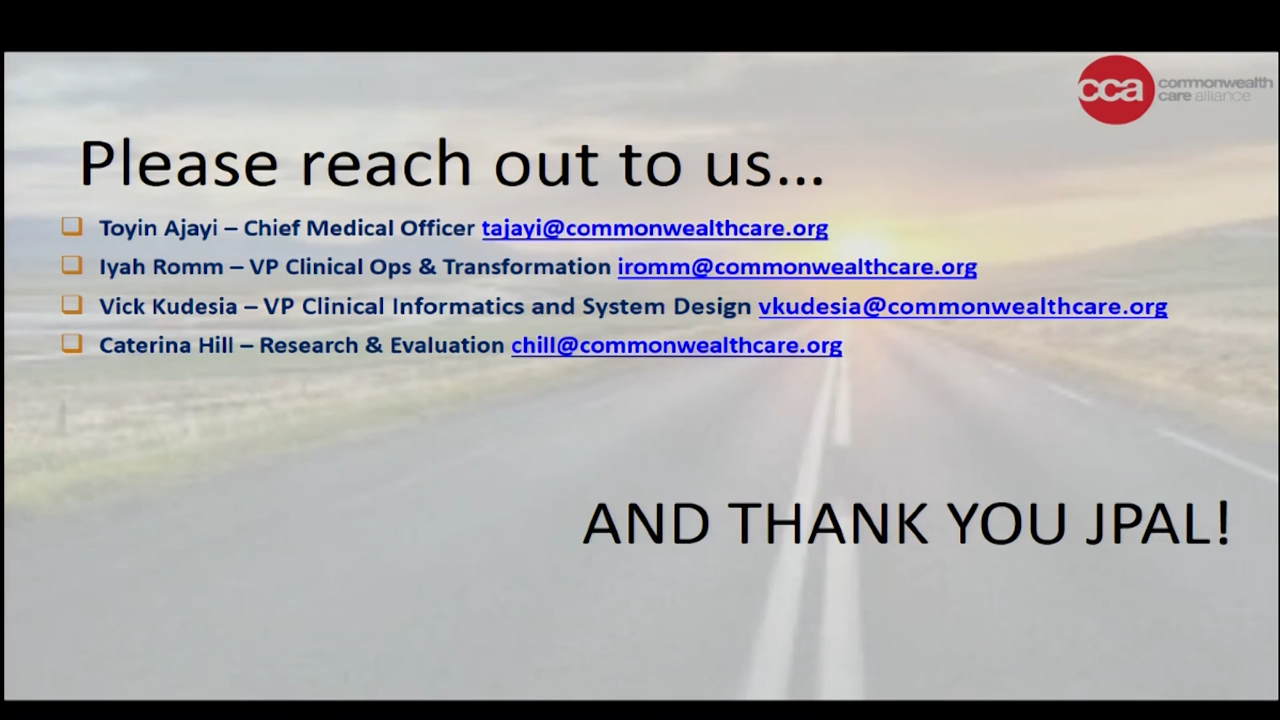 cca commonwealth
care alliance
Please reach out to us...
Toyin Ajayi – Chief Medical Officer tajayi@commonwealthcare.org
Iyah Romm – VP Clinical Ops & Transformation iromm@commonwealthcare.org
Vick Kudesia – VP Clinical Informatics and System Design vkudesia@commonwealthcare.org
Caterina Hill – Research & Evaluation chill@commonwealthcare.org
AND THANK YOU JPAL!